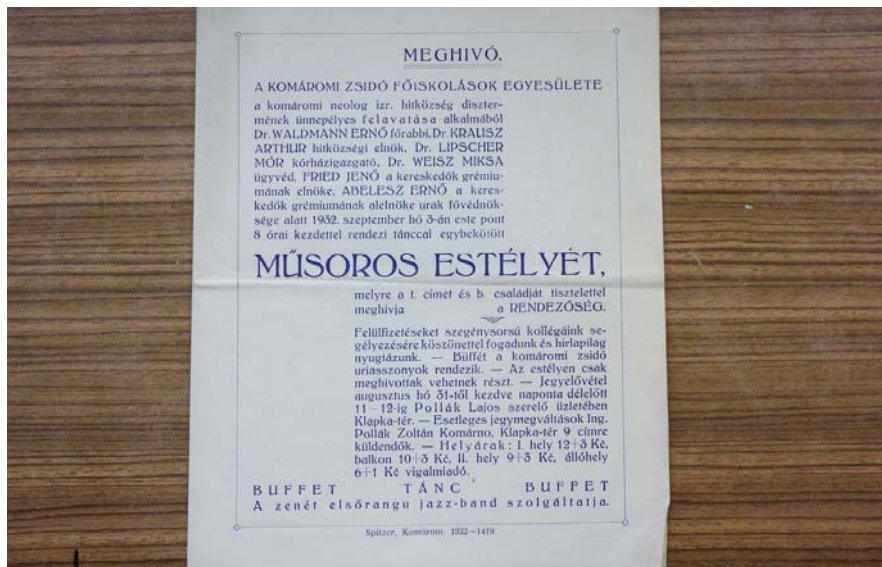 MEGHIVÓ.
A KOMÁROMI ZSIDÓ FŐISKOLÁSOK EGYESÜLETE
a komáromi neolog izr. hitközség diszter-
mének ünnepélyes felavatása alkalmából
Dr. WALDMANN ERNŐ főrabbi, Dr. KRAUSZ
ARTHUR hitközségi elnök, Dr. LIPSCHER
MÓR kórházigazgató, Dr. WEISZ MIKSA
ügyvéd, FRIED JENŐ a kereskedők grémiu-
mának elnöke, ABELESZ ERNŐ a keres-
kedők grémiumának alelnöke urak fővédnök-
sége alatt 1932. szeptember hó 3-án este pont
8 órai kezdettel rendezi tánccal egybekötött
MŰSOROS ESTÉLYÉT,
melyre a t. címet és b. családját tisztelettel
meghivja a RENDEZŐSÉG.
Felülfizetéseket szegénysorsú kollégáink se-
gélyezésére köszönettel fogadunk és hirlapilag
nyugtázunk. — Büffét a komáromi zsidó
uriasszonyok rendezik. — Az estélyen csak
meghivottak vehetnek részt. — Jegyelővétel
augusztus hó 31-től kezdve naponta délelőtt
11—12-ig Pollák Lajos szerelő üzletében
Klapka-tér. — Esetleges jegymegváltások Ing.
Pollák Zoltán Komárno, Klapka-tér 9 címre
küldendők. — Helyárak: I. hely 12+3 Kč,
balkon 10+3 Kč, II. hely 9+3 Kč, állóhely
6+1 Kč vigalmiadó.
BUFFET TÁNC BUFFET
A zenét elsőrangu jazz-band szolgáltatja.
Spitzer, Komárom. 1932—1419